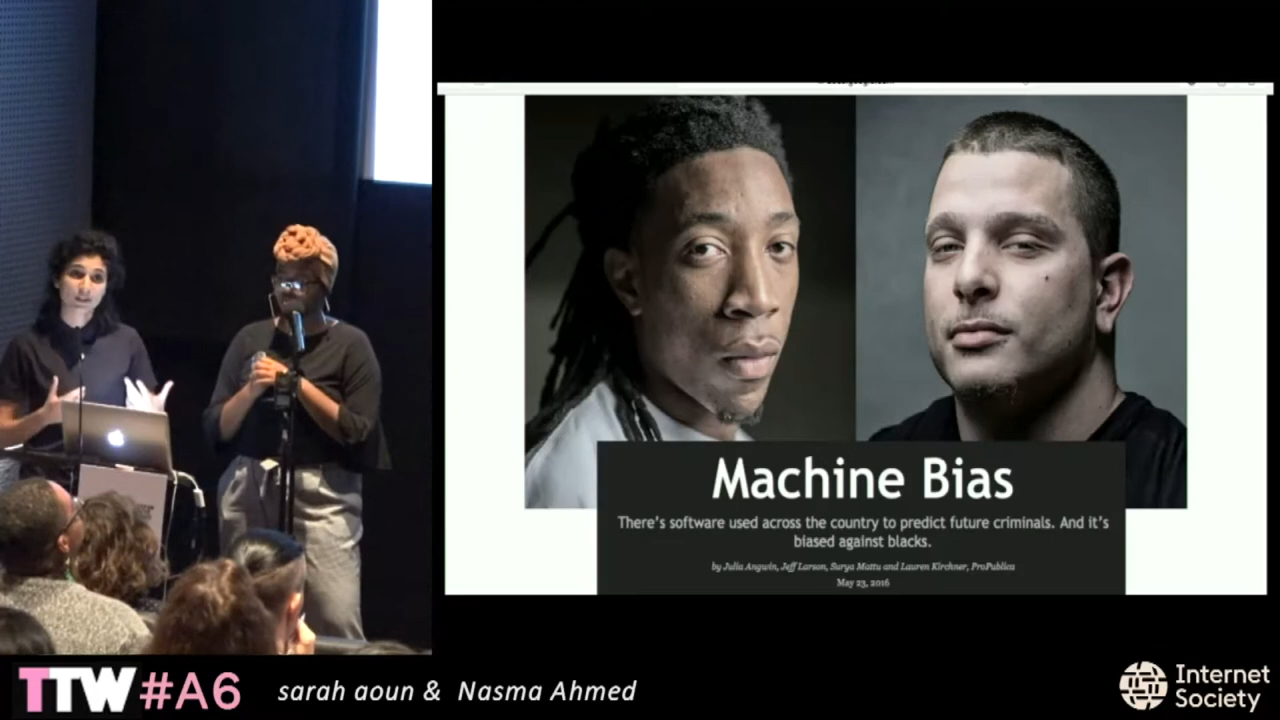 Machine Bias
There's software used across the country to predict future criminals. And it's
biased against blacks.
by Julia Angwin, Jeff Larson, Surya Mattu and Lauren Kirchner, ProPublica
May 23, 2016
TTW#A6
sarah aoun & Nasma Ahmed
Internet
Society